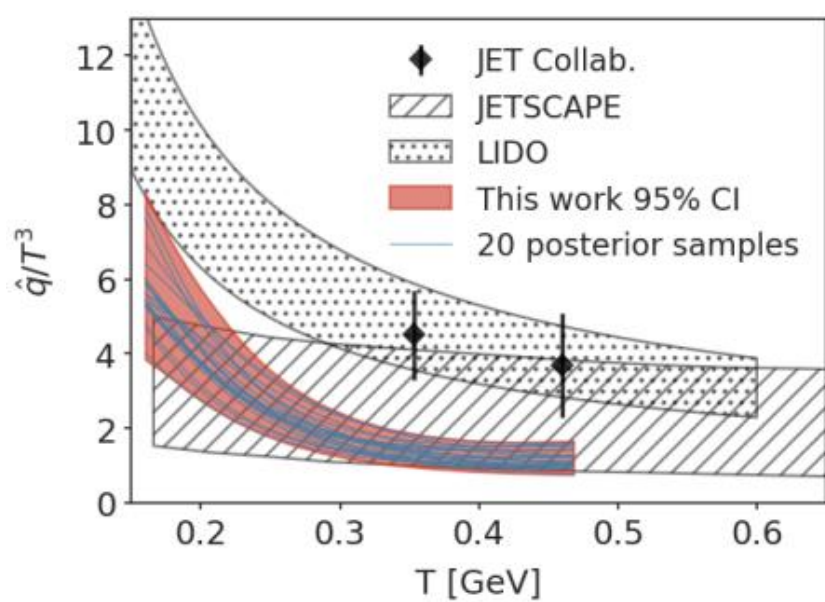 12
10
8
6
4
2
0
q̂/T³
JET Collab.
JETSCAPE
LIDO
This work 95% CI
20 posterior samples
0.2 0.3 0.4 0.5 0.6
T [GeV]